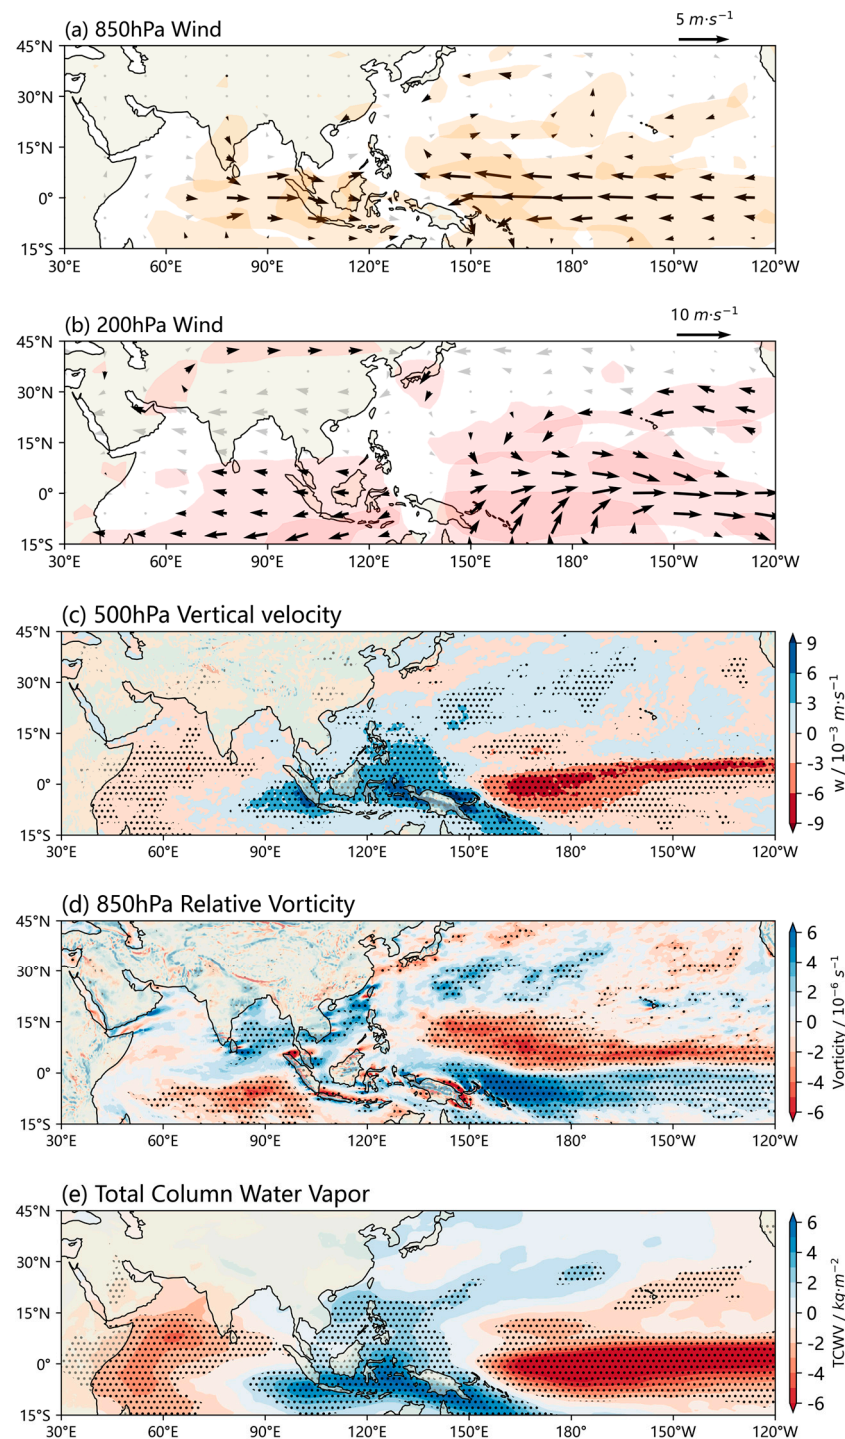 (a) 850hPa Wind
5 m·s⁻¹
45°N
30°N
15°N
0°
15°S
30°E 60°E 90°E 120°E 150°E 180° 150°W 120°W
(b) 200hPa Wind
10 m·s⁻¹
45°N
30°N
15°N
0°
15°S
30°E 60°E 90°E 120°E 150°E 180° 150°W 120°W
(c) 500hPa Vertical velocity
45°N
30°N
15°N
0°
15°S
30°E 60°E 90°E 120°E 150°E 180° 150°W 120°W
9
6
3
0
-3
-6
-9
w / 10⁻³ m·s⁻¹
(d) 850hPa Relative Vorticity
45°N
30°N
15°N
0°
15°S
30°E 60°E 90°E 120°E 150°E 180° 150°W 120°W
6
4
2
0
-2
-4
-6
Vorticity / 10⁻⁶ s⁻¹
(e) Total Column Water Vapor
45°N
30°N
15°N
0°
15°S
30°E 60°E 90°E 120°E 150°E 180° 150°W 120°W
6
4
2
0
-2
-4
-6
TCWV / kg·m⁻²